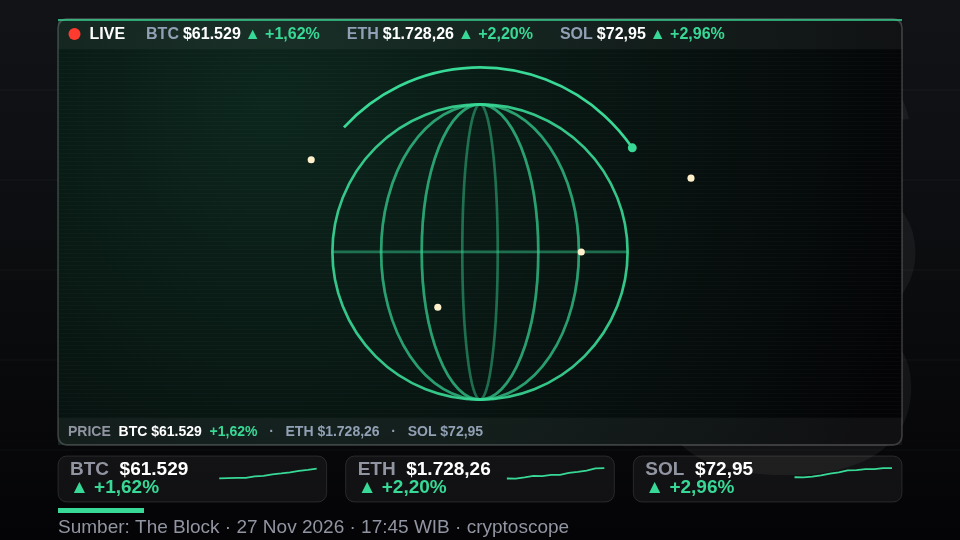 LIVE BTC $61.529 ▲ +1,62% ETH $1.728,26 ▲ +2,20% SOL $72,95 ▲ +2,96%
PRICE BTC $61.529 +1,62% · ETH $1.728,26 · SOL $72,95
BTC $61.529
▲ +1,62%
ETH $1.728,26
▲ +2,20%
SOL $72,95
▲ +2,96%
Sumber: The Block · 27 Nov 2026 · 17:45 WIB · cryptoscope